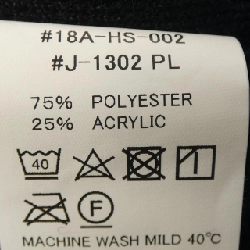 #18A-HS-002
#J-1302 PL
75% POLYESTER
25% ACRYLIC
40
F
MACHINE WASH MILD 40℃